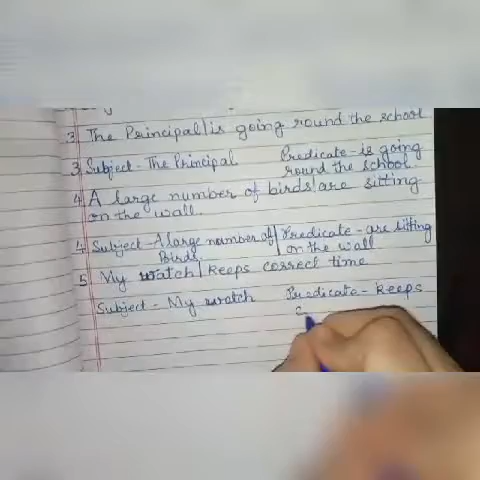 3 The Principal/is going round the school
3 Subject - The Principal Predicate - is going
round the school.
4 A large number of birds/are sitting
on the wall.
4 Subject - A large number of/Predicate - are sitting
Birds. on the wall
5 My watch/keeps correct time
Subject - My watch Predicate - keeps
c